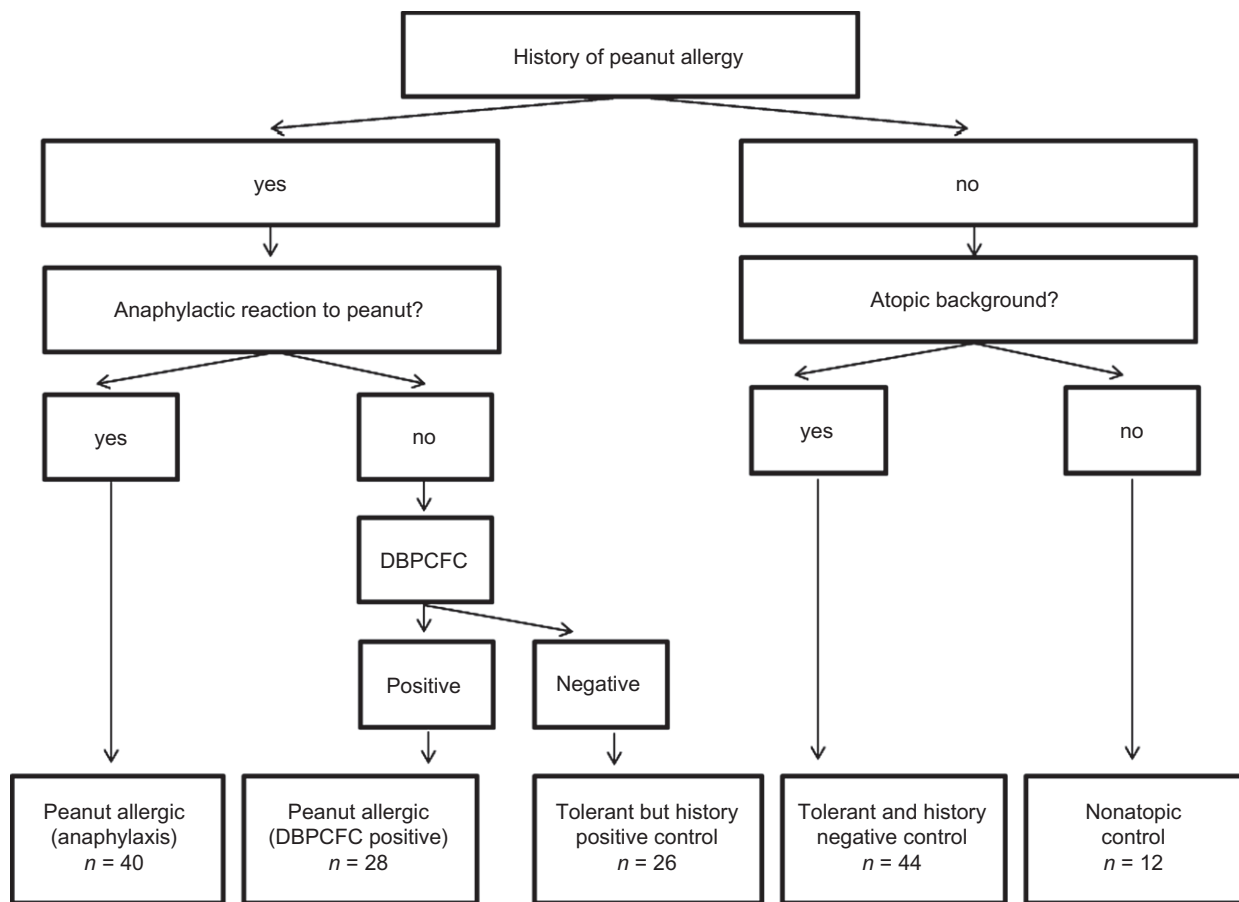 History of peanut allergy
yes
no
Anaphylactic reaction to peanut?
Atopic background?
yes
no
yes
no
DBPCFC
Positive
Negative
Peanut allergic
(anaphylaxis)
n = 40
Peanut allergic
(DBPCFC positive)
n = 28
Tolerant but history
positive control
n = 26
Tolerant and history
negative control
n = 44
Nonatopic
control
n = 12